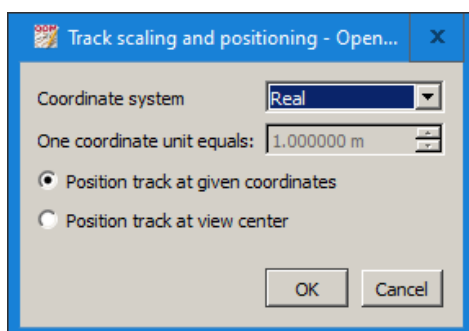 Track scaling and positioning - Open...
Coordinate system Real
One coordinate unit equals: 1.000000 m
Position track at given coordinates
Position track at view center
OK Cancel